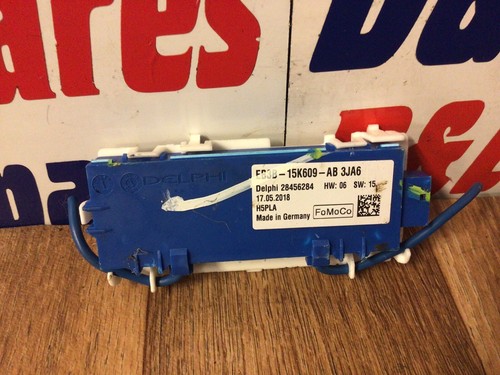 DELPHI
-15K609-AB 3JA6
Delphi 28456284 HW: 06 SW: 15
17.05.2018
H5PLA
Made in Germany
FoMoCo